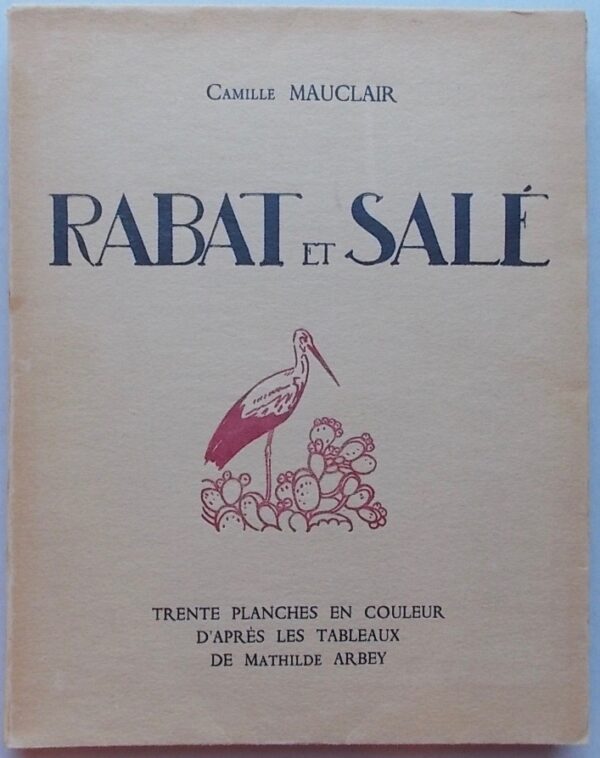 Camille MAUCLAIR
RABAT ET SALÉ
TRENTE PLANCHES EN COULEUR
D'APRÈS LES TABLEAUX
DE MATHILDE ARBEY